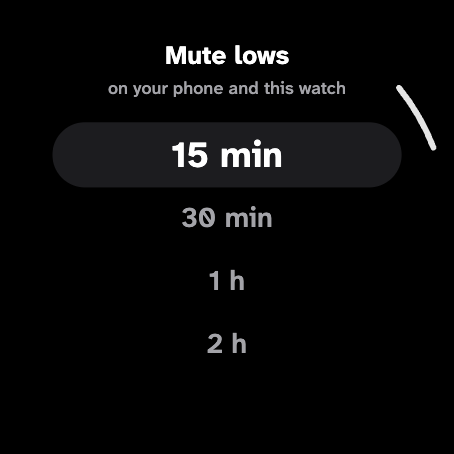 Mute lows
on your phone and this watch
15 min
30 min
1 h
2 h